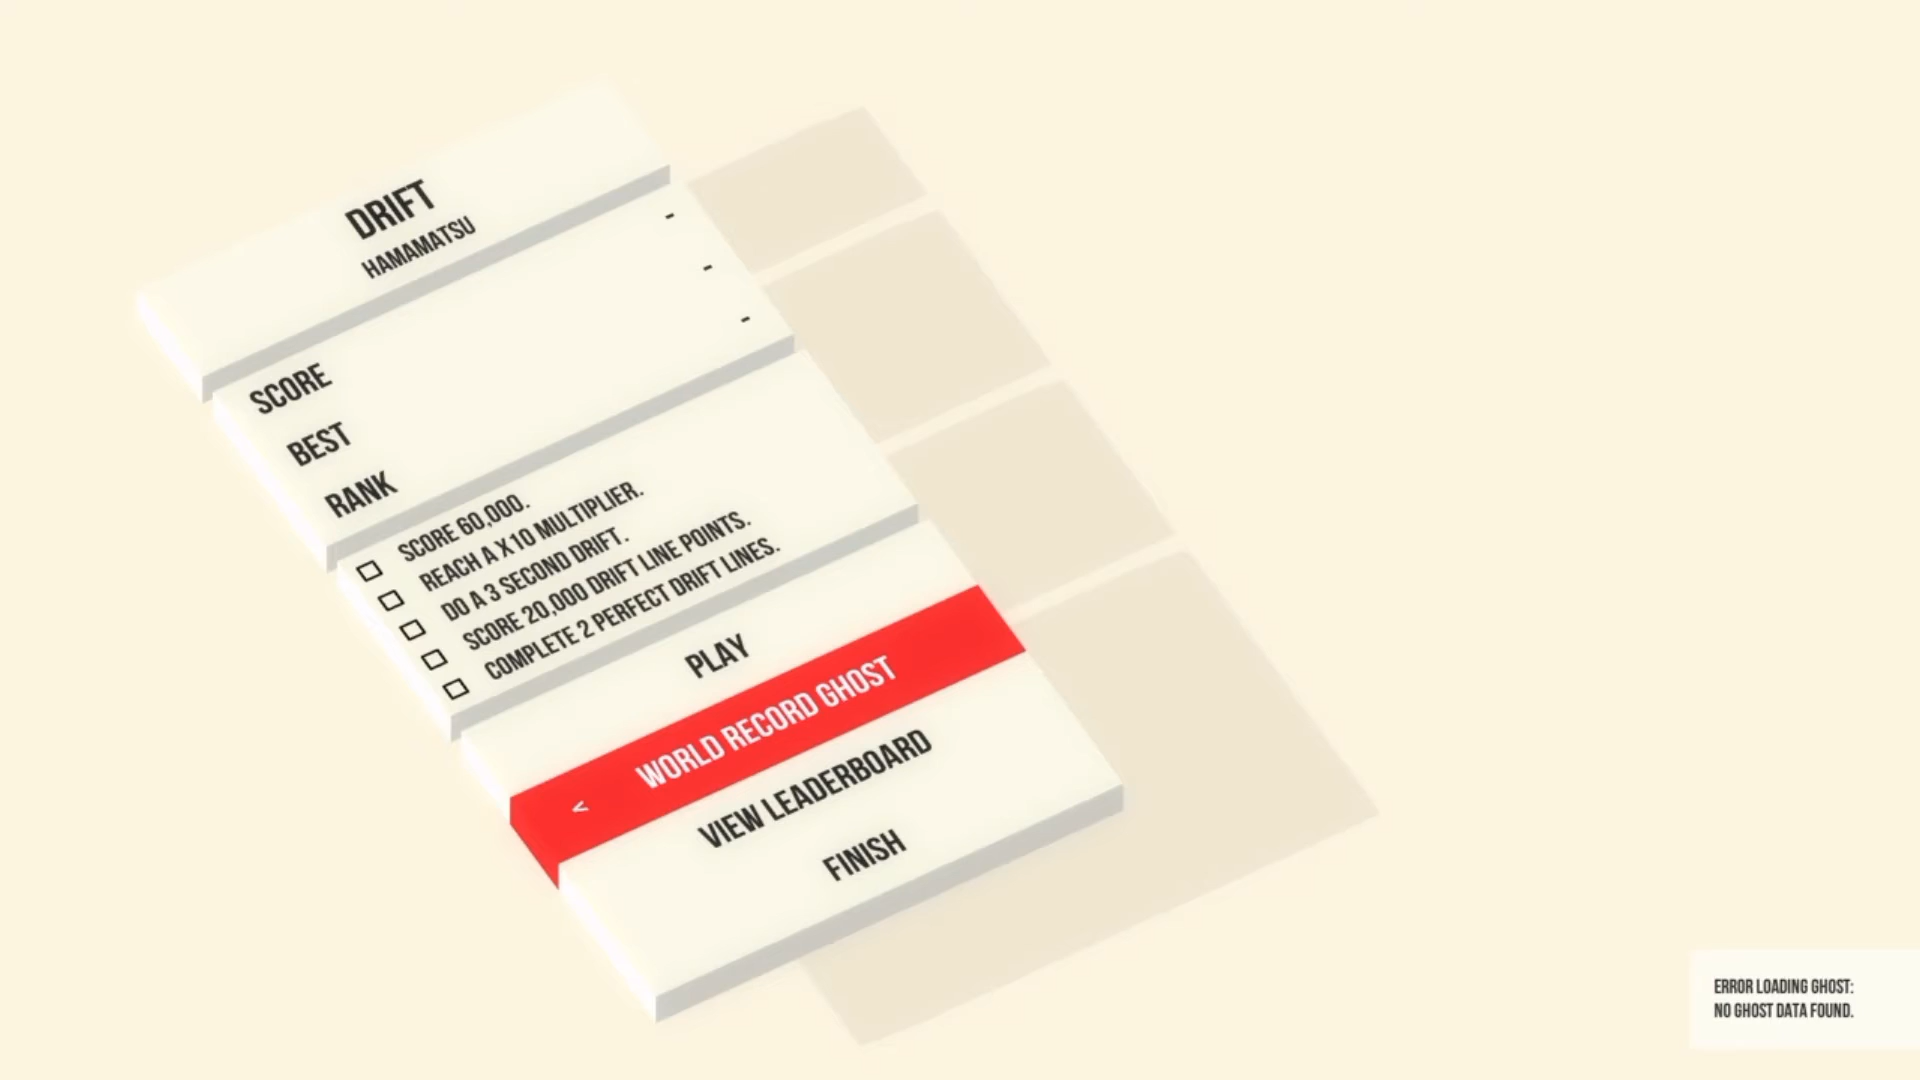 DRIFT
HAMAMATSU
SCORE -
BEST -
RANK -
SCORE 60,000.
REACH A X10 MULTIPLIER.
DO A 3 SECOND DRIFT.
SCORE 20,000 DRIFT LINE POINTS.
COMPLETE 2 PERFECT DRIFT LINES.
PLAY
< WORLD RECORD GHOST
VIEW LEADERBOARD
FINISH
ERROR LOADING GHOST:
NO GHOST DATA FOUND.